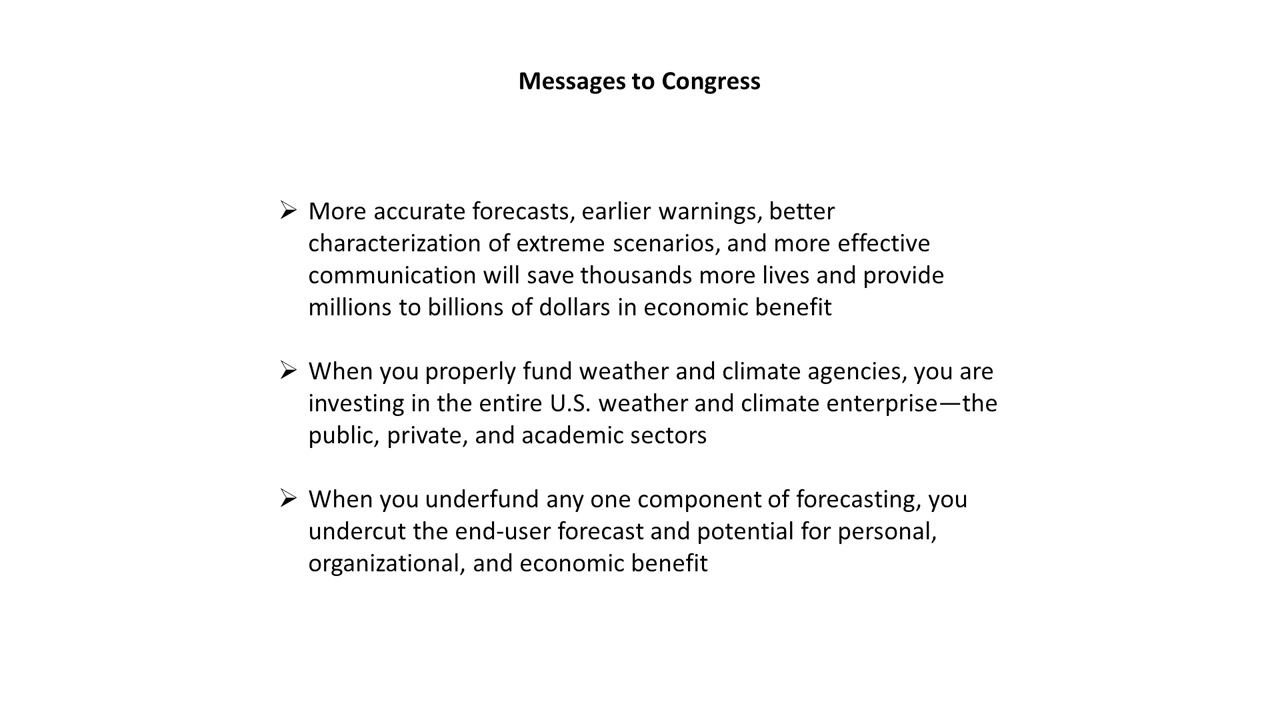 Messages to Congress
➢ More accurate forecasts, earlier warnings, better
characterization of extreme scenarios, and more effective
communication will save thousands more lives and provide
millions to billions of dollars in economic benefit
➢ When you properly fund weather and climate agencies, you are
investing in the entire U.S. weather and climate enterprise—the
public, private, and academic sectors
➢ When you underfund any one component of forecasting, you
undercut the end-user forecast and potential for personal,
organizational, and economic benefit